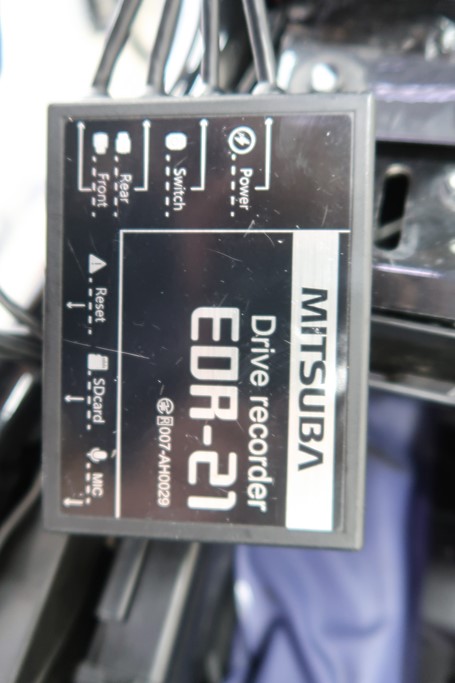 MITSUBA
Drive recorder
EDR-21
R 007-AH0029
Power
Switch
Rear
Front
Reset
SDcard
MIC